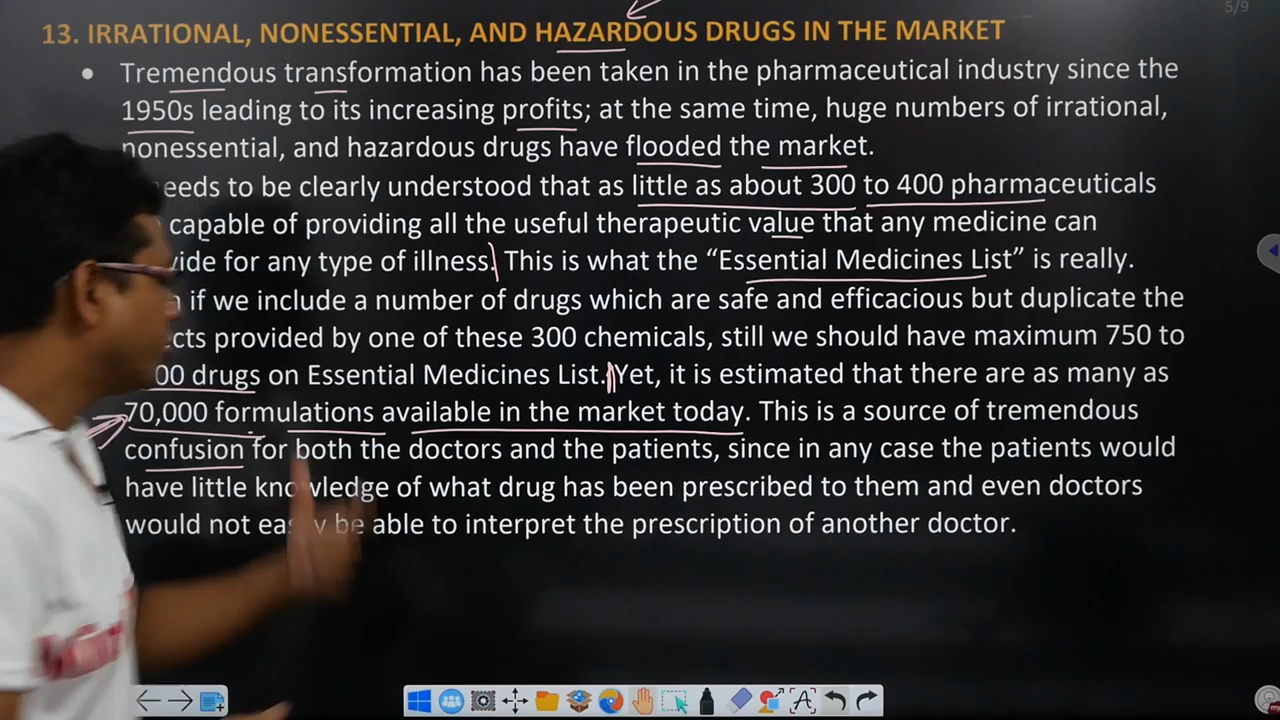 5/9
13. IRRATIONAL, NONESSENTIAL, AND HAZARDOUS DRUGS IN THE MARKET
• Tremendous transformation has been taken in the pharmaceutical industry since the
1950s leading to its increasing profits; at the same time, huge numbers of irrational,
nonessential, and hazardous drugs have flooded the market.
needs to be clearly understood that as little as about 300 to 400 pharmaceuticals
capable of providing all the useful therapeutic value that any medicine can
for any type of illness. This is what the “Essential Medicines List” is really.
if we include a number of drugs which are safe and efficacious but duplicate the
provided by one of these 300 chemicals, still we should have maximum 750 to
drugs on Essential Medicines List. Yet, it is estimated that there are as many as
70,000 formulations available in the market today. This is a source of tremendous
confusion for both the doctors and the patients, since in any case the patients would
have little knowledge of what drug has been prescribed to them and even doctors
would not easily be able to interpret the prescription of another doctor.